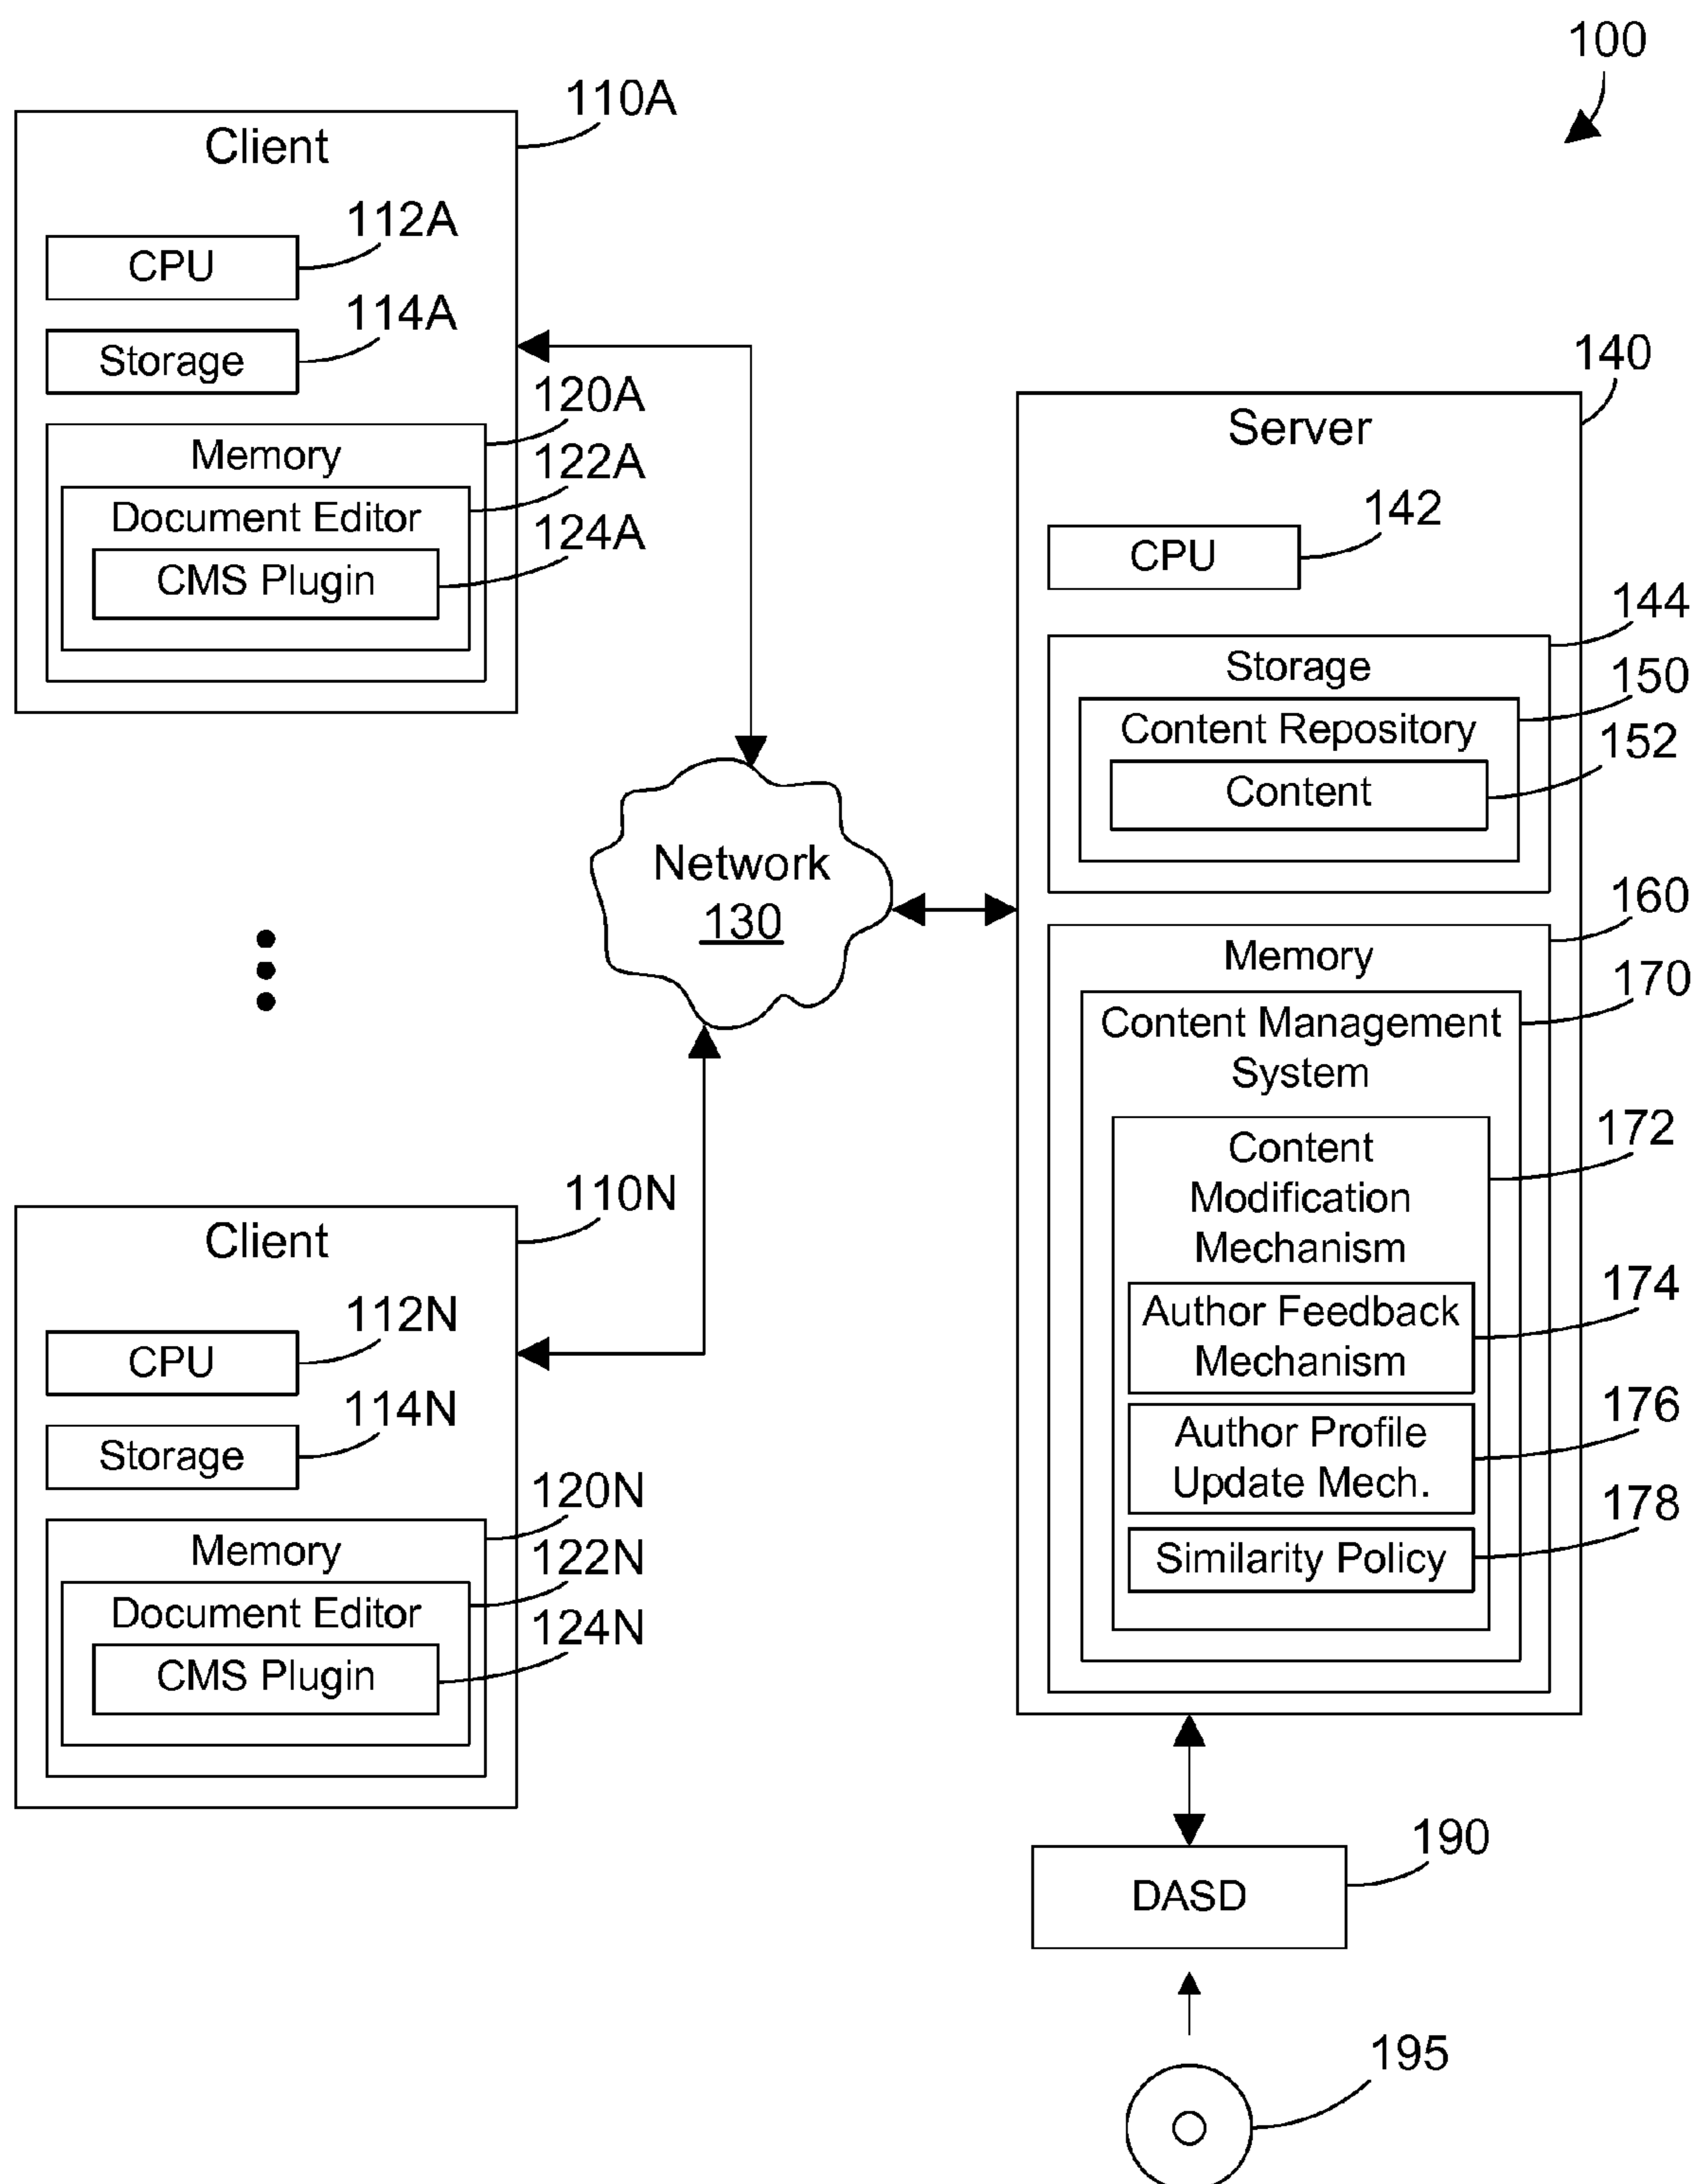 100
110A
Client
112A
CPU
114A
Storage
120A
Memory
122A
Document Editor
124A
CMS Plugin
Network
130
110N
Client
112N
CPU
114N
Storage
120N
Memory
122N
Document Editor
124N
CMS Plugin
140
Server
142
CPU
144
Storage
150
Content Repository
152
Content
160
Memory
170
Content Management
System
172
Content
Modification
Mechanism
174
Author Feedback
Mechanism
176
Author Profile
Update Mech.
178
Similarity Policy
190
DASD
195